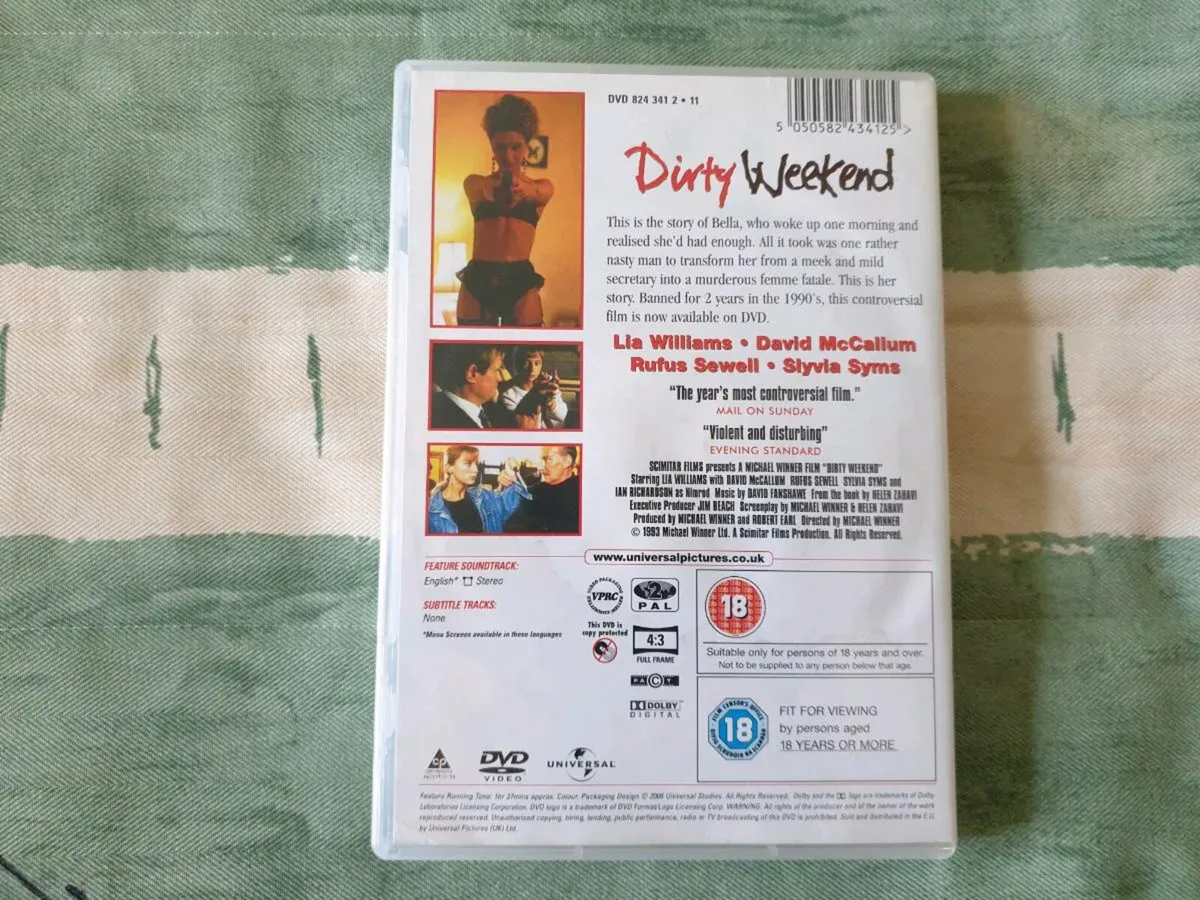 DVD 824 341 2 • 11
5 050582 434125 >
Dirty Weekend
This is the story of Bella, who woke up one morning and
realised she'd had enough. All it took was one rather
nasty man to transform her from a meek and mild
secretary into a murderous femme fatale. This is her
story. Banned for 2 years in the 1990's, this controversial
film is now available on DVD.
Lia Williams • David McCallum
Rufus Sewell • Slyvia Syms
"The year's most controversial film."
MAIL ON SUNDAY
"Violent and disturbing"
EVENING STANDARD
SCIMITAR FILMS presents A MICHAEL WINNER FILM "DIRTY WEEKEND"
Starring LIA WILLIAMS with DAVID McCALLUM RUFUS SEWELL SYLVIA SYMS and
IAN RICHARDSON as Nimrod Music by DAVID FANSHAWE From the book by HELEN ZAHAVI
Executive Producer JIM BEACH Screenplay by MICHAEL WINNER & HELEN ZAHAVI
Produced by MICHAEL WINNER and ROBERT EARL Directed by MICHAEL WINNER
© 1993 Michael Winner Ltd. A Scimitar Films Production. All Rights Reserved.
www.universalpictures.co.uk
FEATURE SOUNDTRACK:
English* Stereo
SUBTITLE TRACKS:
None
*Menu Screens available in these languages
VIDEO PACKAGING REVIEW COMMITTEE
VPRC
2
PAL
This DVD is
copy protected
4:3
FULL FRAME
PACT
DOLBY
DIGITAL
18
Suitable only for persons of 18 years and over.
Not to be supplied to any person below that age.
FILM CENSOR'S OFFICE
18
FIT FOR VIEWING
by persons aged
18 YEARS OR MORE
DVD
VIDEO
UNIVERSAL
Feature Running Time: 1hr 37mins approx. Colour. Packaging Design © 2006 Universal Studios. All Rights Reserved. Dolby and the logo are trademarks of Dolby
Laboratories Licensing Corporation. DVD logo is a trademark of DVD Format/Logo Licensing Corp. WARNING: All rights of the producer and of the owner of the work
reproduced reserved. Unauthorised copying, hiring, lending, public performance, radio or TV broadcasting of this DVD is prohibited. Sold and distributed in the E.U.
by Universal Pictures (UK) Ltd.